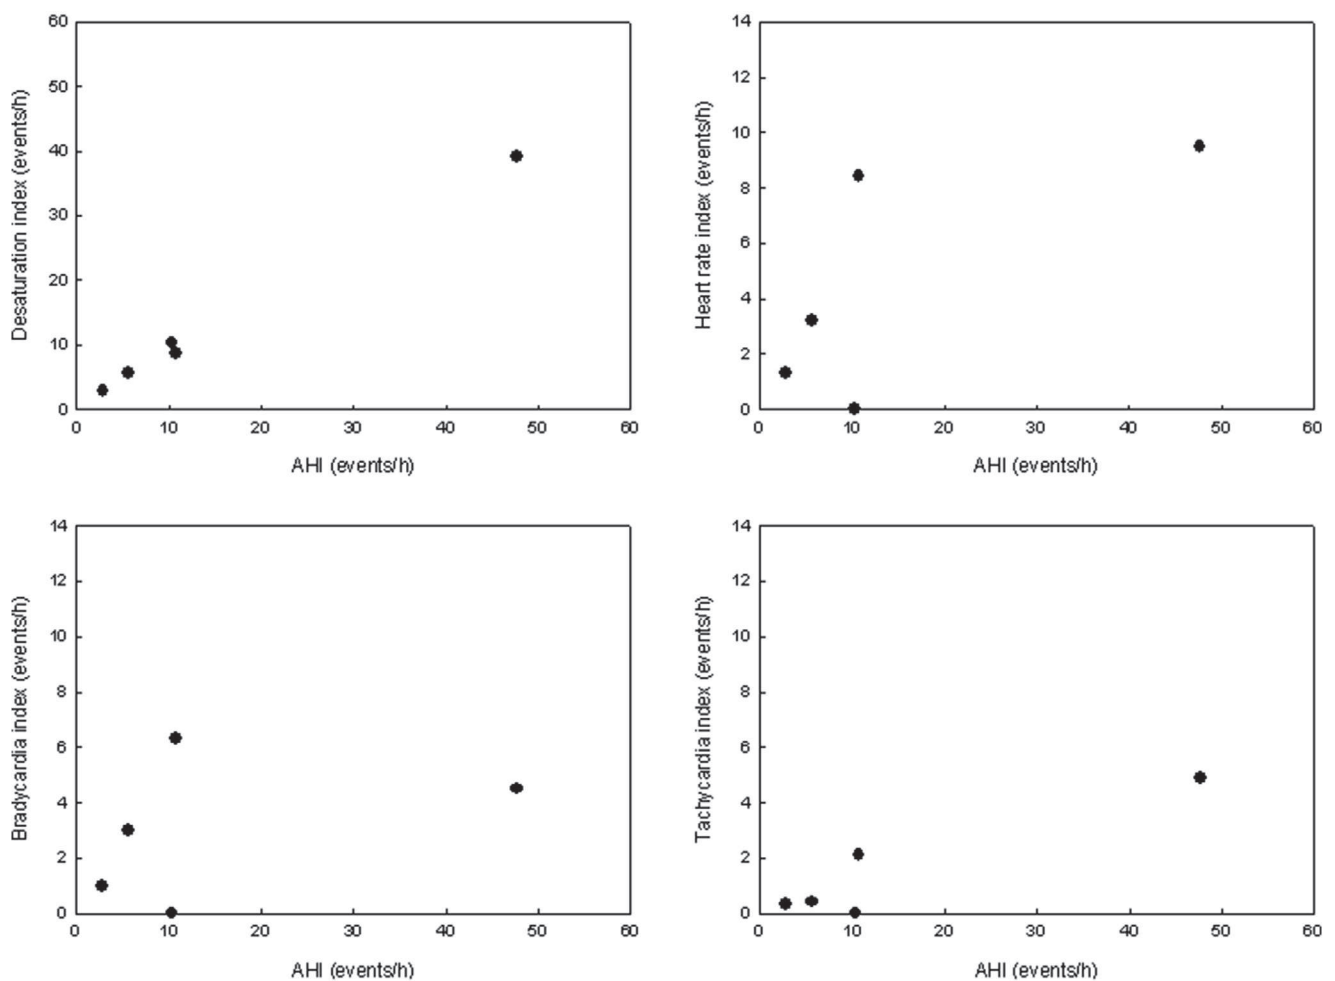 60
50
40
30
20
10
0
Desaturation index (events/h)
0 10 20 30 40 50 60
AHI (events/h)
14
12
10
8
6
4
2
0
Heart rate index (events/h)
0 10 20 30 40 50 60
AHI (events/h)
14
12
10
8
6
4
2
0
Bradycardia index (events/h)
0 10 20 30 40 50 60
AHI (events/h)
14
12
10
8
6
4
2
0
Tachycardia index (events/h)
0 10 20 30 40 50 60
AHI (events/h)